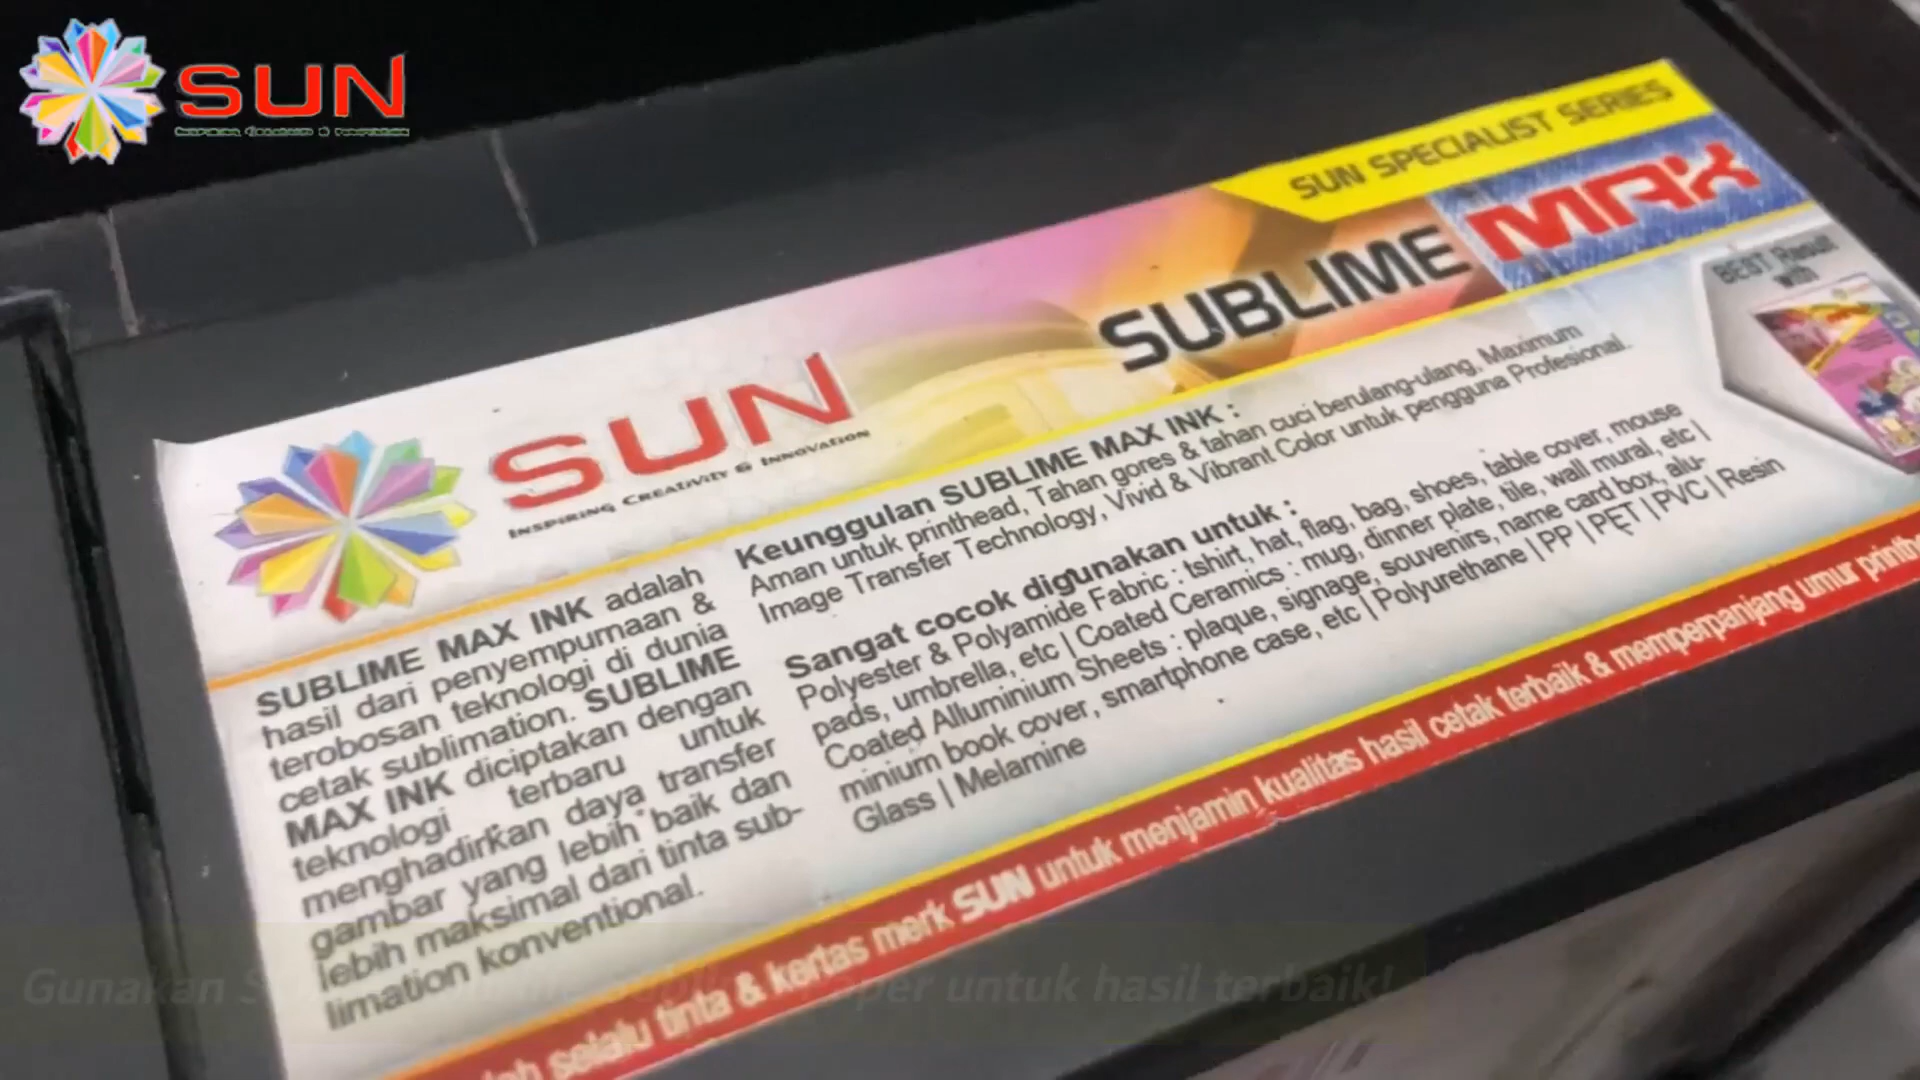 SUN
INSPIRING CREATIVITY & INNOVATION
SUN SPECIALIST SERIES
SUBLIME MAX
BEST Result
with
SUN
INSPIRING CREATIVITY & INNOVATION
SUBLIME MAX INK adalah
hasil dari penyempurnaan &
terobosan teknologi di dunia
cetak sublimation. SUBLIME
MAX INK diciptakan dengan
teknologi terbaru untuk
menghadirkan daya transfer
gambar yang lebih baik dan
lebih maksimal dari tinta sub-
limation konventional.
Keunggulan SUBLIME MAX INK :
Aman untuk printhead, Tahan gores & tahan cuci berulang-ulang, Maximum
Image Transfer Technology, Vivid & Vibrant Color untuk pengguna Profesional.
Sangat cocok digunakan untuk :
Polyester & Polyamide Fabric : tshirt, hat, flag, bag, shoes, table cover, mouse
pads, umbrella, etc | Coated Ceramics : mug, dinner plate, tile, wall mural, etc |
Coated Alluminium Sheets : plaque, signage, souvenirs, name card box, alu-
minium book cover, smartphone case, etc | Polyurethane | PP | PET | PVC | Resin
Glass | Melamine
selalu tinta & kertas merk SUN untuk menjamin kualitas hasil cetak terbaik & memperpanjang umur
Gunakan untuk hasil terbaik!